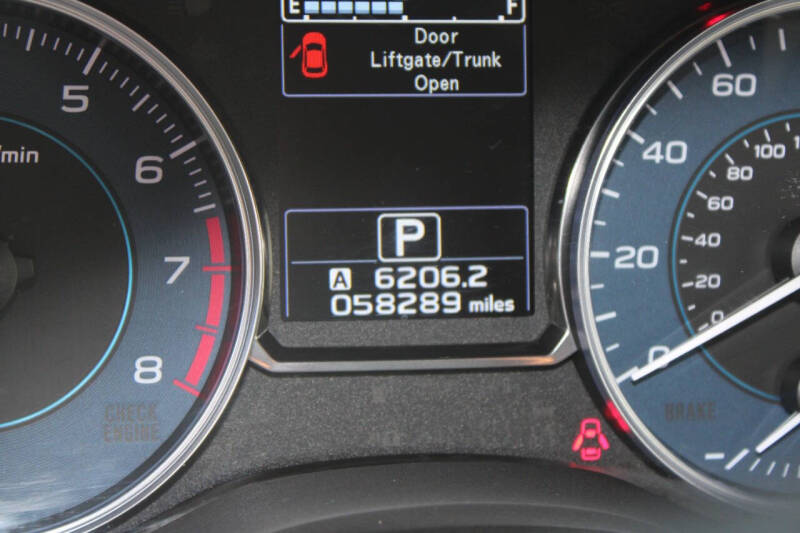 E F
Door
Liftgate/Trunk
Open
P
A 6206.2
058289 miles
5
6
7
8
/min
CHECK
ENGINE
60
40
20
0
100
80
60
40
20
0
BRAKE